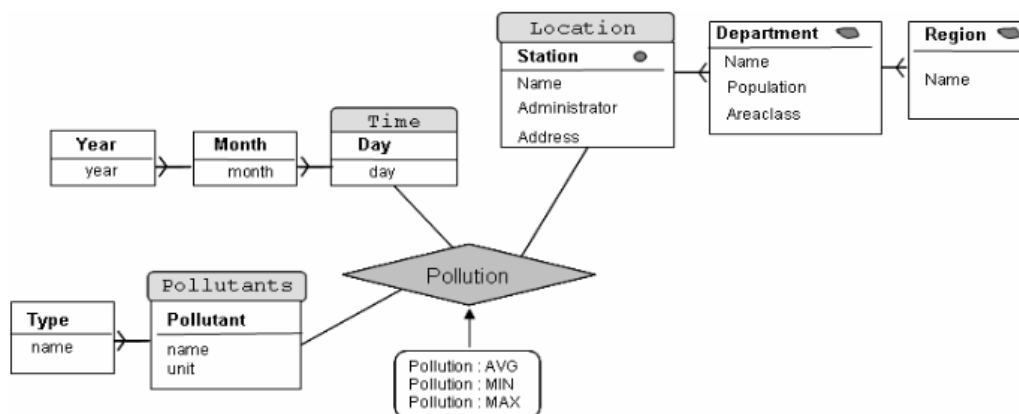 Location
Station
Name
Administrator
Address
Department
Name
Population
Areaclass
Region
Name
Time
Day
day
Month
month
Year
year
Pollution
Pollutants
Pollutant
name
unit
Type
name
Pollution : AVG
Pollution : MIN
Pollution : MAX